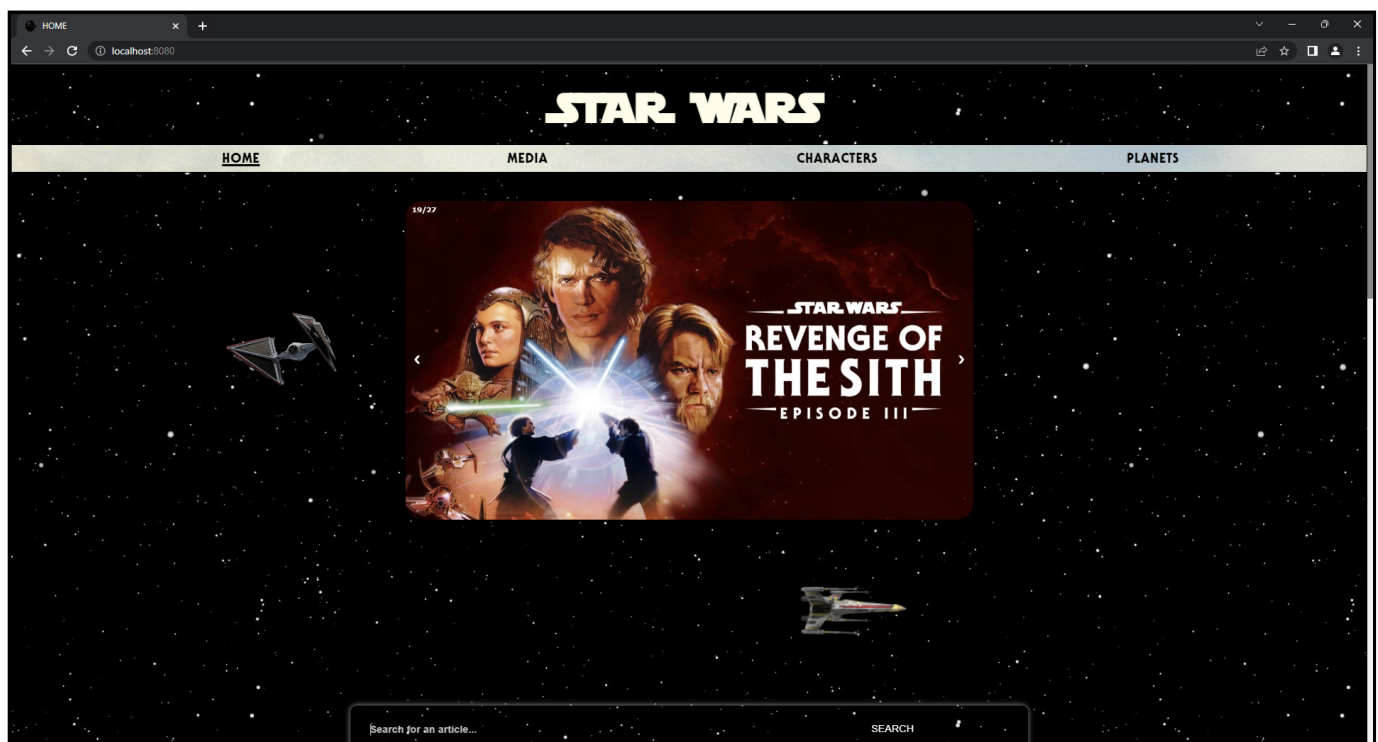 HOME
localhost:8080
STAR WARS
HOME MEDIA CHARACTERS PLANETS
19/27
STAR WARS
REVENGE OF
THE SITH
EPISODE III
Search for an article... SEARCH